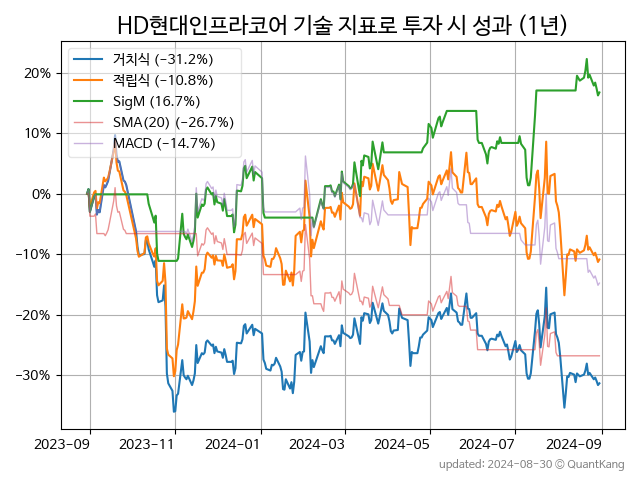 HD현대인프라코어 기술 지표로 투자 시 성과 (1년)
거치식 (−31.2%)
적립식 (−10.8%)
SigM (16.7%)
SMA(20) (−26.7%)
MACD (−14.7%)
20%
10%
0%
−10%
−20%
−30%
2023-09 2023-11 2024-01 2024-03 2024-05 2024-07 2024-09
updated: 2024-08-30 © QuantKang